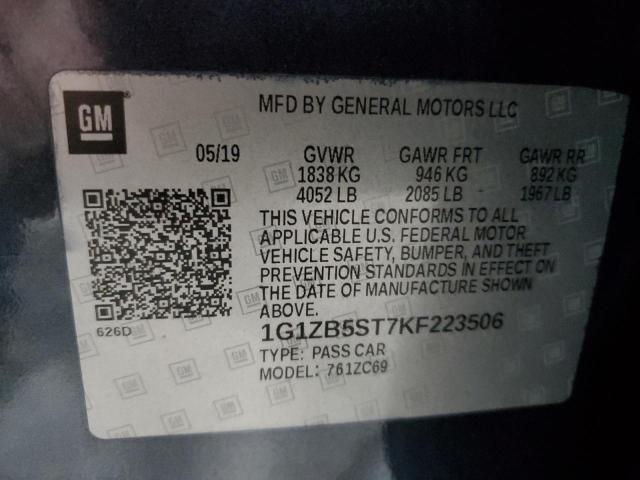 GM
MFD BY GENERAL MOTORS LLC
05/19 GVWR GAWR FRT GAWR RR
1838 KG 946 KG 892 KG
4052 LB 2085 LB 1967 LB
THIS VEHICLE CONFORMS TO ALL
APPLICABLE U.S. FEDERAL MOTOR
VEHICLE SAFETY, BUMPER, AND THEFT
PREVENTION STANDARDS IN EFFECT ON
THE DATE OF MANUFACTURE SHOWN
ABOVE.
626D
1G1ZB5ST7KF223506
TYPE: PASS CAR
MODEL: 761ZC69